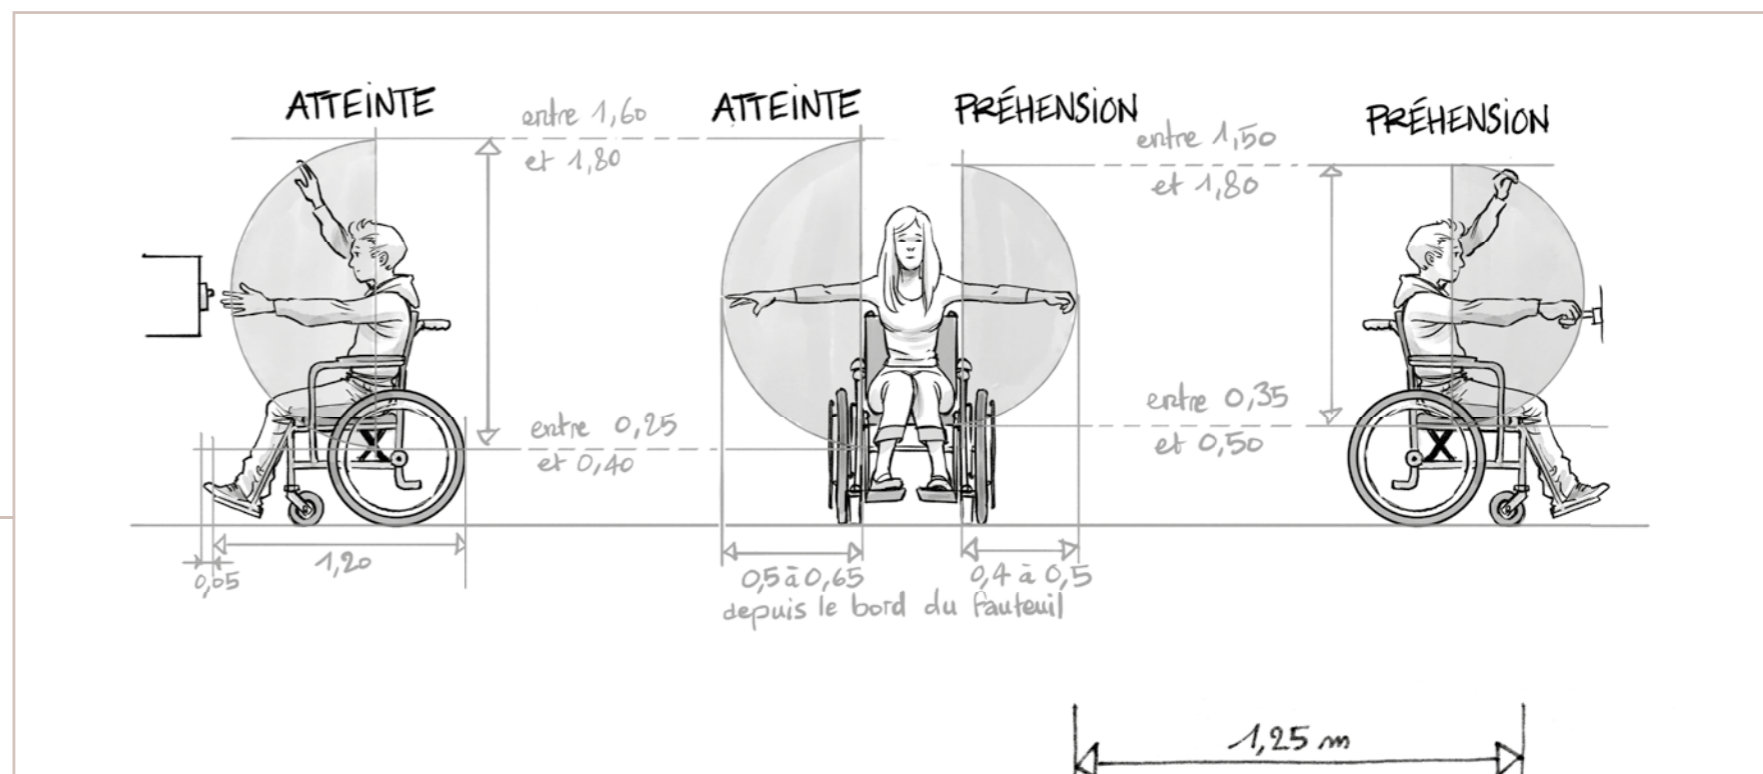 ATTEINTE
entre 1,60
et 1,80
ATTEINTE
PRÉHENSION
entre 1,50
et 1,80
PRÉHENSION
entre 0,25
et 0,40
entre 0,35
et 0,50
0,05
1,20
0,5 à 0,65
0,4 à 0,5
depuis le bord du fauteuil
1,25 m